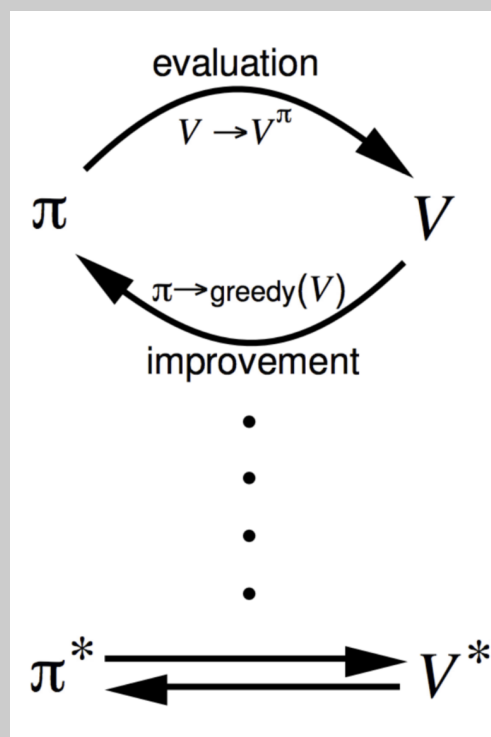 evaluation
V → V^π
π V
π→greedy(V)
improvement
π* V*